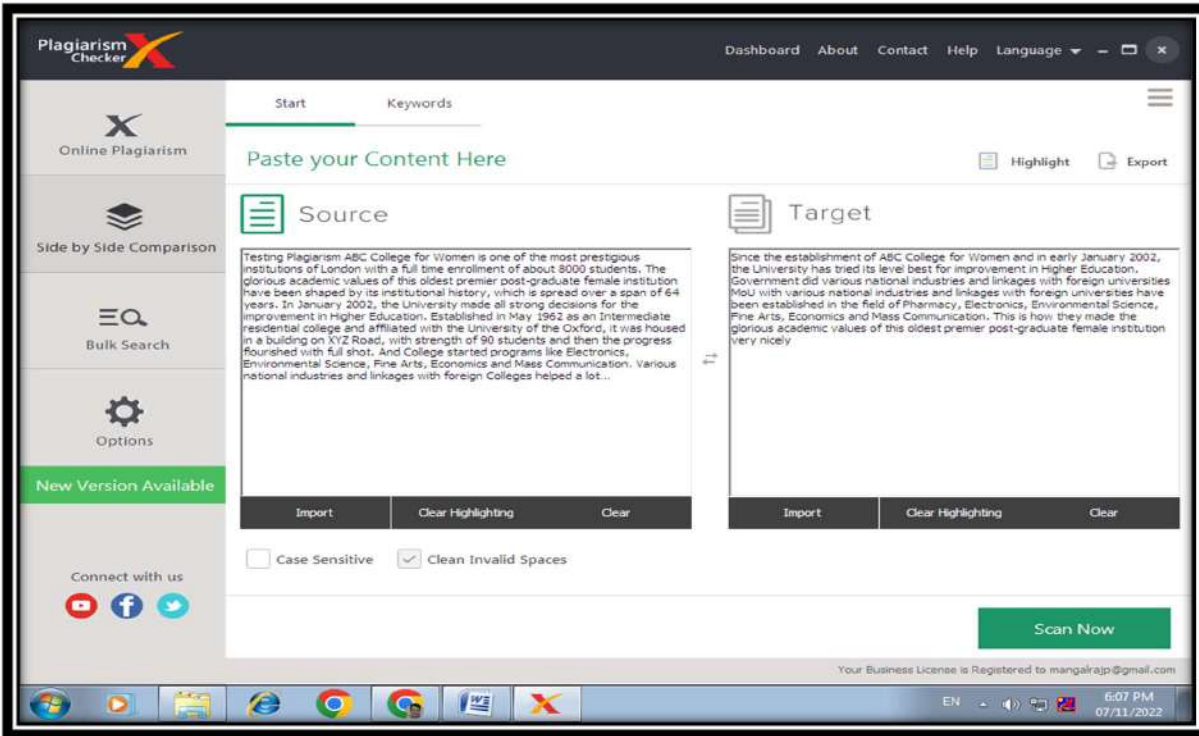 Plagiarism
Checker
Dashboard About Contact Help Language
Online Plagiarism
Side by Side Comparison
Bulk Search
Options
New Version Available
Connect with us
Start Keywords
Paste your Content Here
Highlight Export
Source
Testing Plagiarism ABC College for Women is one of the most prestigious
institutions of London with a full time enrollment of about 8000 students. The
glorious academic values of this oldest premier post-graduate female institution
have been shaped by its institutional history, which is spread over a span of 64
years. In January 2002, the University made all strong decisions for the
improvement in Higher Education. Established in May 1962 as an Intermediate
residential college and affiliated with the University of the Oxford, it was housed
in a building on XYZ Road, with strength of 90 students and then the progress
flourished with full shot. And College started programs like Electronics,
Environmental Science, Fine Arts, Economics and Mass Communication. Various
national industries and linkages with foreign Colleges helped a lot...
Import Clear Highlighting Clear
Target
Since the establishment of ABC College for Women and in early January 2002,
the University has tried its level best for improvement in Higher Education.
Government did various national industries and linkages with foreign universities
MoU with various national industries and linkages with foreign universities have
been established in the field of Pharmacy, Electronics, Environmental Science,
Fine Arts, Economics and Mass Communication. This is how they made the
glorious academic values of this oldest premier post-graduate female institution
very nicely
Import Clear Highlighting Clear
Case Sensitive Clean Invalid Spaces
Scan Now
Your Business License is Registered to mangalrajp@gmail.com
EN
6:07 PM
07/11/2022